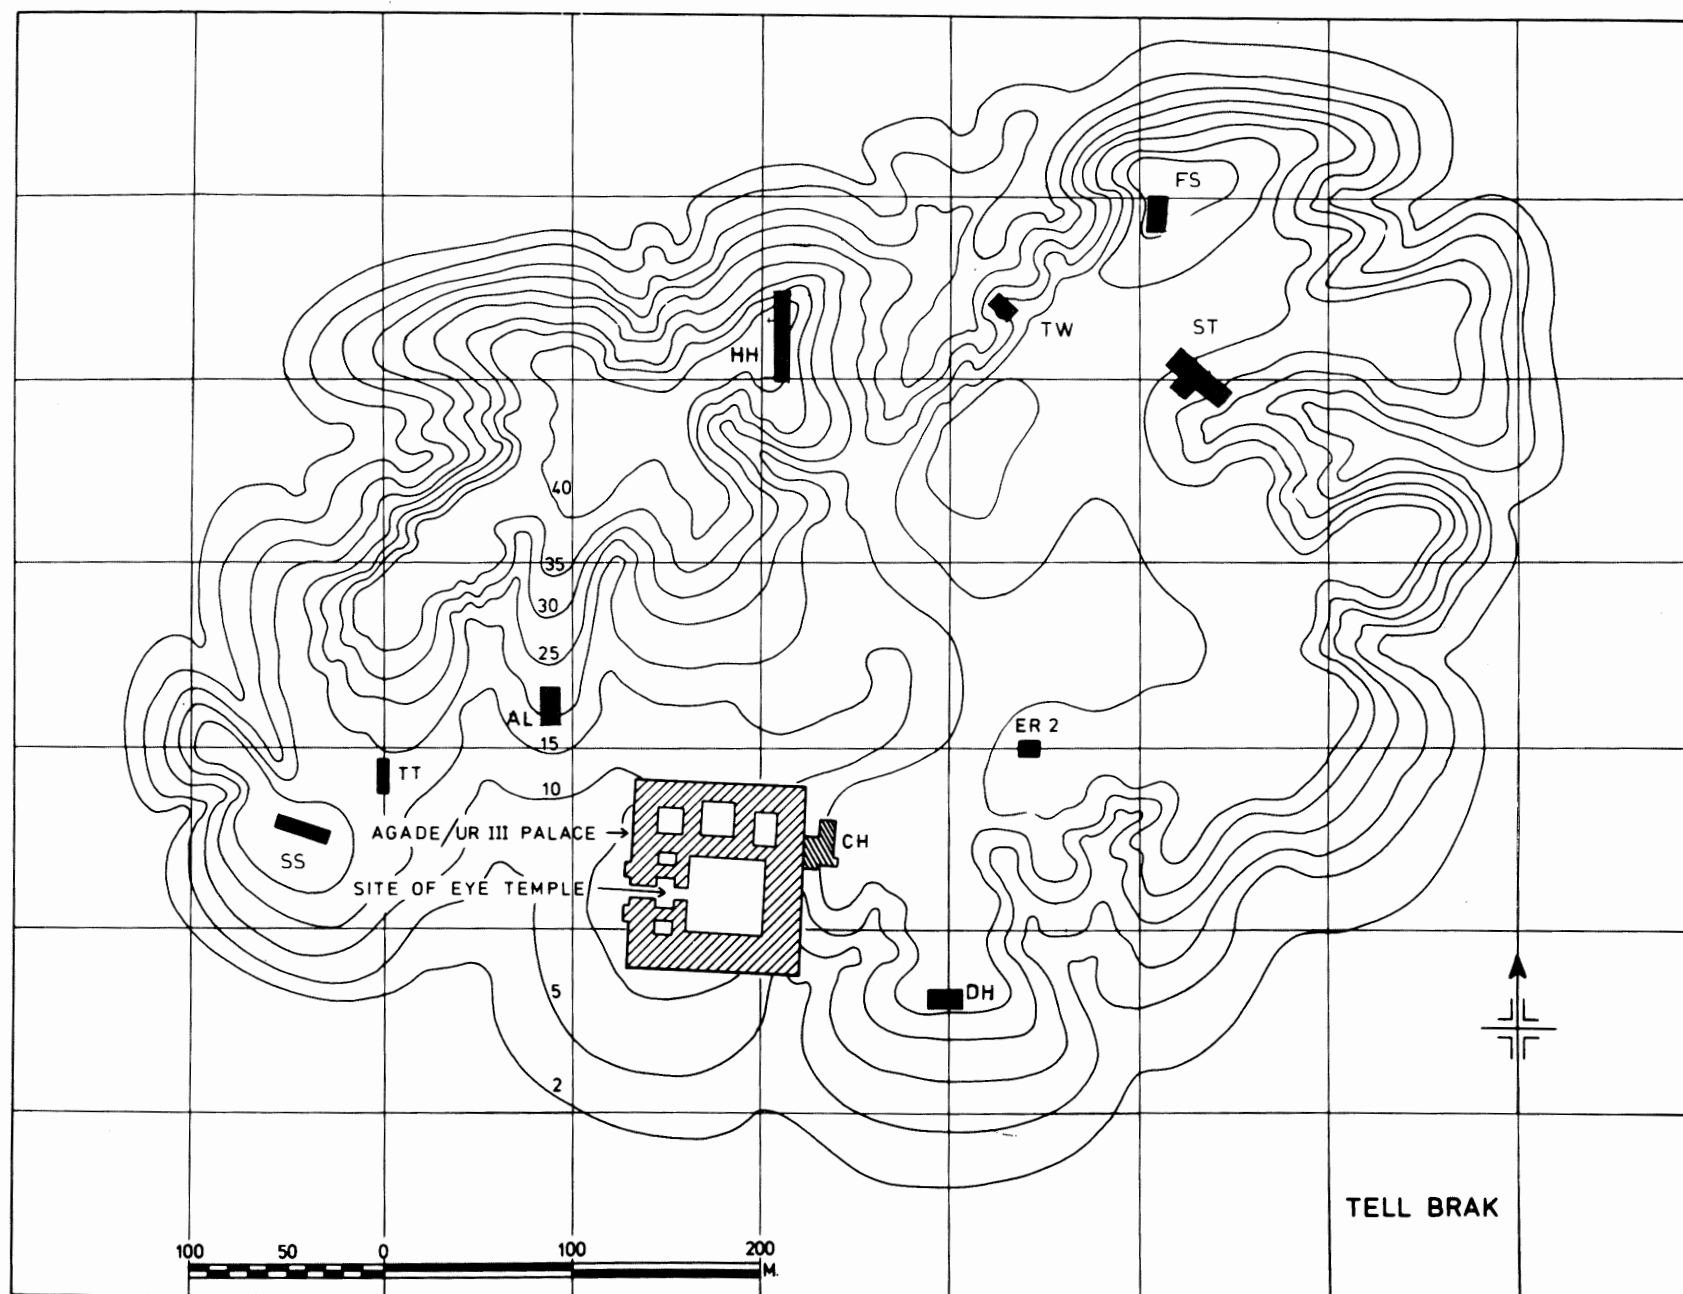 FS
TW
ST
HH
40
35
30
25
AL
15
ER 2
TT
10
AGADE/UR III PALACE
CH
SS
SITE OF EYE TEMPLE
5
DH
2
TELL BRAK
100 50 0 100 200
M.